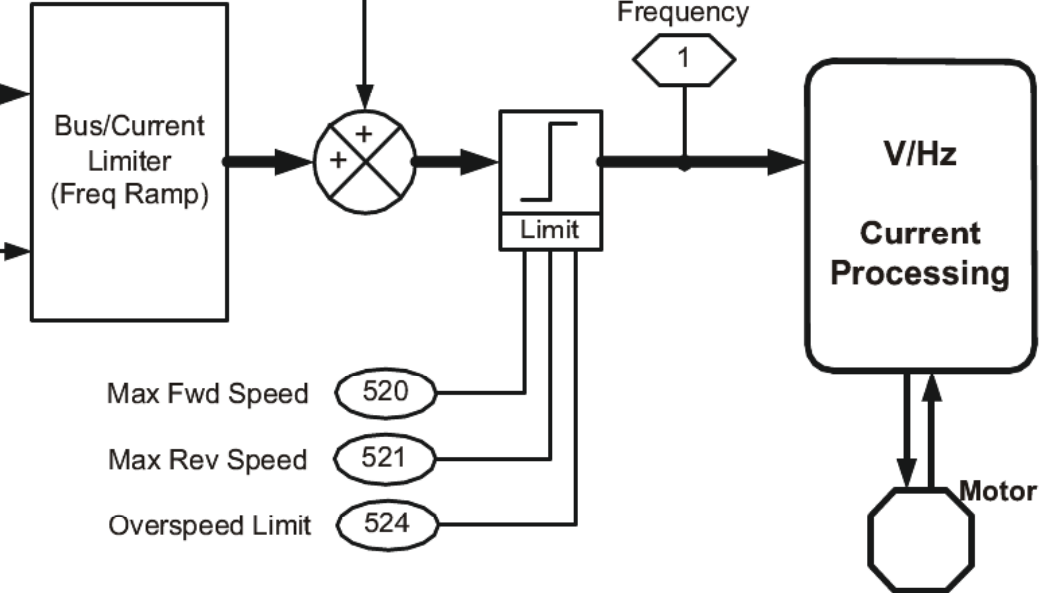 Frequency
1
Bus/Current
Limiter
(Freq Ramp)
+
+
Limit
V/Hz
Current
Processing
Max Fwd Speed
520
Max Rev Speed
521
Overspeed Limit
524
Motor